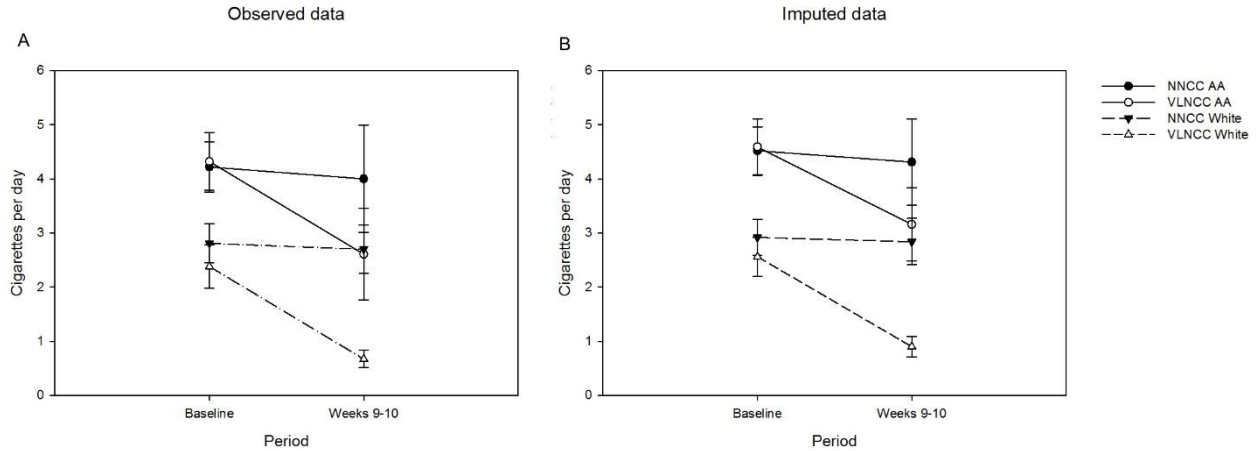 Observed data
Imputed data
A
B
NNCC AA
VLNCC AA
NNCC White
VLNCC White
6
5
4
3
2
1
0
Cigarettes per day
Baseline
Weeks 9-10
Period
6
5
4
3
2
1
0
Cigarettes per day
Baseline
Weeks 9-10
Period